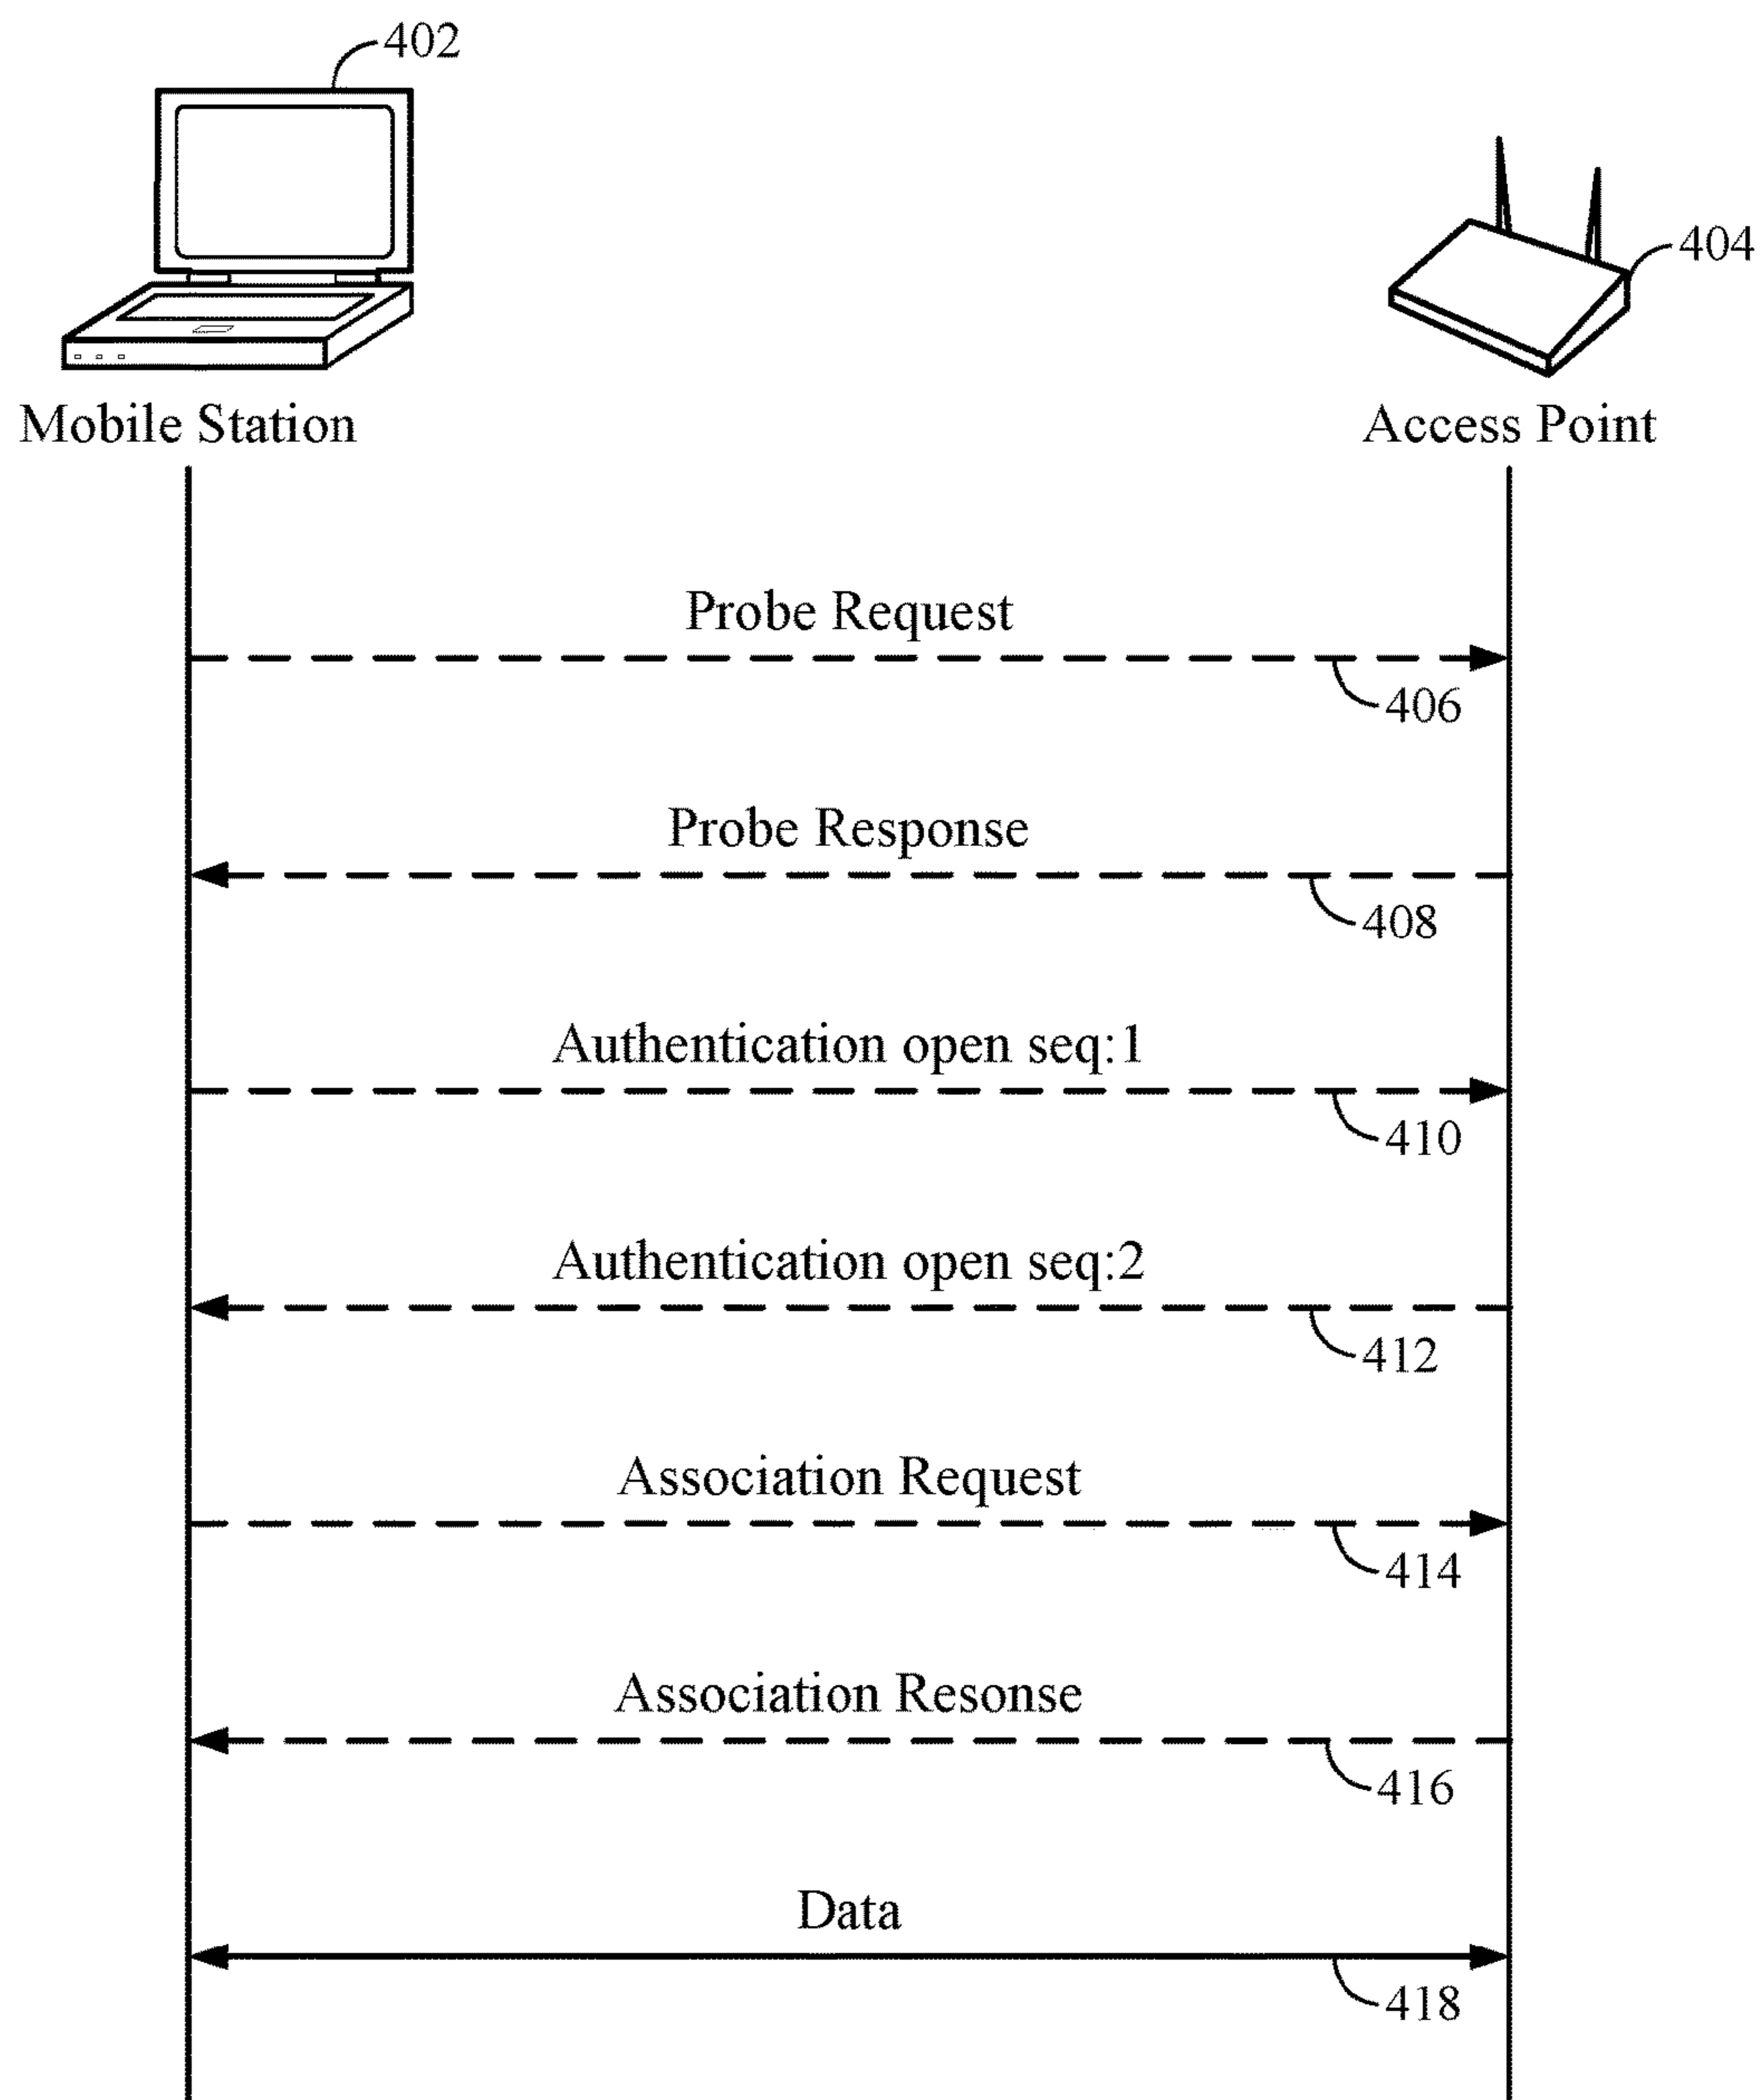 402
404
Mobile Station
Access Point
Probe Request
406
Probe Response
408
Authentication open seq:1
410
Authentication open seq:2
412
Association Request
414
Association Resonse
416
Data
418